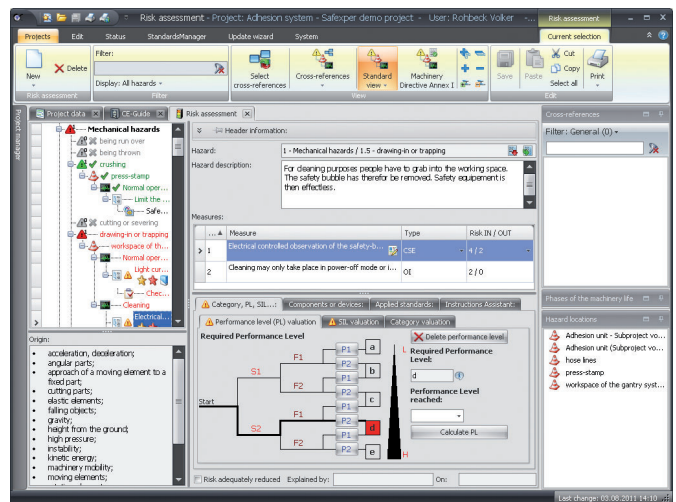 Risk assessment - Project: Adhesion system - Safexper demo project - User: Rohbeck Volker -...
Risk assessment
Projects
Edit
Status
StandardsManager
Update wizard
System
Current selection
New
Delete
Filter:
Display: All hazards
Select cross-references
Cross-references
Standard view
Machinery Directive Annex I
Save
Paste
Cut
Copy
Select all
Print
Risk assessment
Filter
View
Edit
Project manager
Project data
CE-Guide
Risk assessment
Mechanical hazards
being run over
being thrown
crushing
press-stamp
Normal oper...
Limit the ...
Safe...
cutting or severing
drawing-in or trapping
workspace of th...
Normal oper...
Light cur...
Chec...
Cleaning
Electrical...
Origin:
• acceleration, deceleration;
• angular parts;
• approach of a moving element to a
fixed part;
• cutting parts;
• elastic elements;
• falling objects;
• gravity;
• height from the ground;
• high pressure;
• instability;
• kinetic energy;
• machinery mobility;
• moving elements;
Header information:
Hazard:
1 - Mechanical hazards / 1.5 - drawing-in or trapping
Hazard description:
For cleaning purposes people have to grab into the working space.
The safety bubble has therefor be removed. Safety equipement is
then effectless.
Measures:
...
Measure
Type
Risk IN / OUT
1
Electrical controlled observation of the safety-b...
CSE
4 / 2
2
Cleaning may only take place in power-off mode or i...
OI
2 / 0
Category, PL, SIL...:
Components or devices:
Applied standards:
Instructions Assistant:
Performance level (PL) valuation
SIL valuation
Category valuation
Required Performance Level
Start
S1
S2
F1
F2
F1
F2
P1
P2
P1
P2
P1
P2
P1
P2
a
b
c
d
e
L
H
Delete performance level
Required Performance
Level:
d
Performance Level
reached:
Calculate PL
Risk adequately reduced
Explained by:
On:
Cross-references
Filter: General (0)
Phases of the machinery life
Hazard locations
Adhesion unit - Subproject vo...
Adhesion unit (Subproject vo...
hose lines
press-stamp
workspace of the gantry syst...
Last change: 03.08.2011 14:10